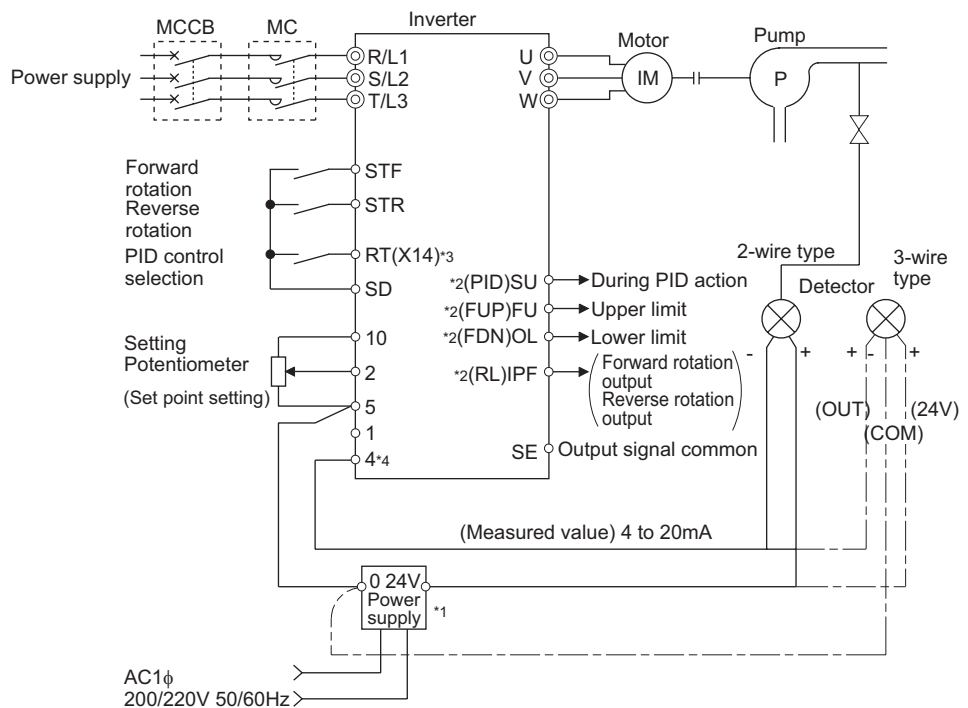 Inverter
MCCB
MC
Power supply
R/L1
S/L2
T/L3
U
V
W
Motor
IM
Pump
P
Forward
rotation
Reverse
rotation
PID control
selection
STF
STR
RT(X14)*3
SD
Setting
Potentiometer
(Set point setting)
10
2
5
1
4*4
*2(PID)SU
During PID action
*2(FUP)FU
Upper limit
*2(FDN)OL
Lower limit
*2(RL)IPF
Forward rotation
output
Reverse rotation
output
SE
Output signal common
2-wire type
Detector
3-wire
type
-
+
+
-
+
(OUT)
(24V)
(COM)
(Measured value) 4 to 20mA
0 24V
Power
supply
*1
AC1ϕ
200/220V 50/60Hz